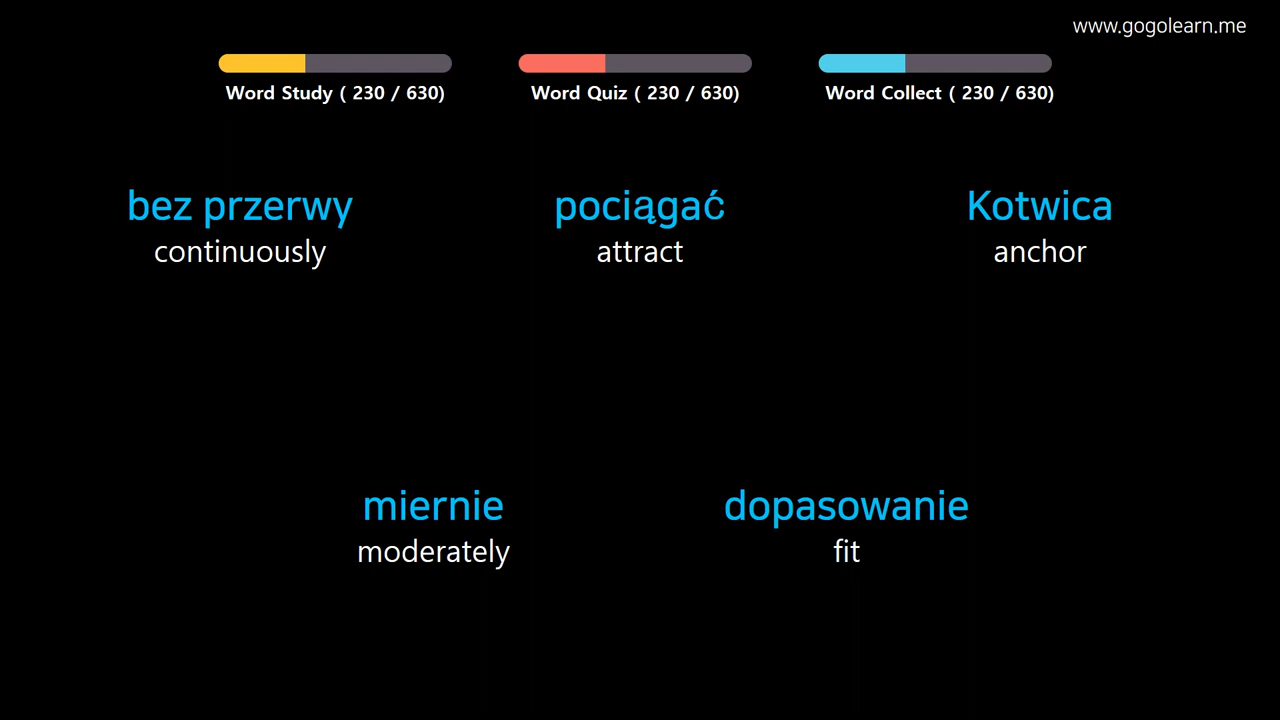 www.gogolearn.me
Word Study ( 230 / 630)
Word Quiz ( 230 / 630)
Word Collect ( 230 / 630)
bez przerwy
continuously
pociągać
attract
Kotwica
anchor
miernie
moderately
dopasowanie
fit